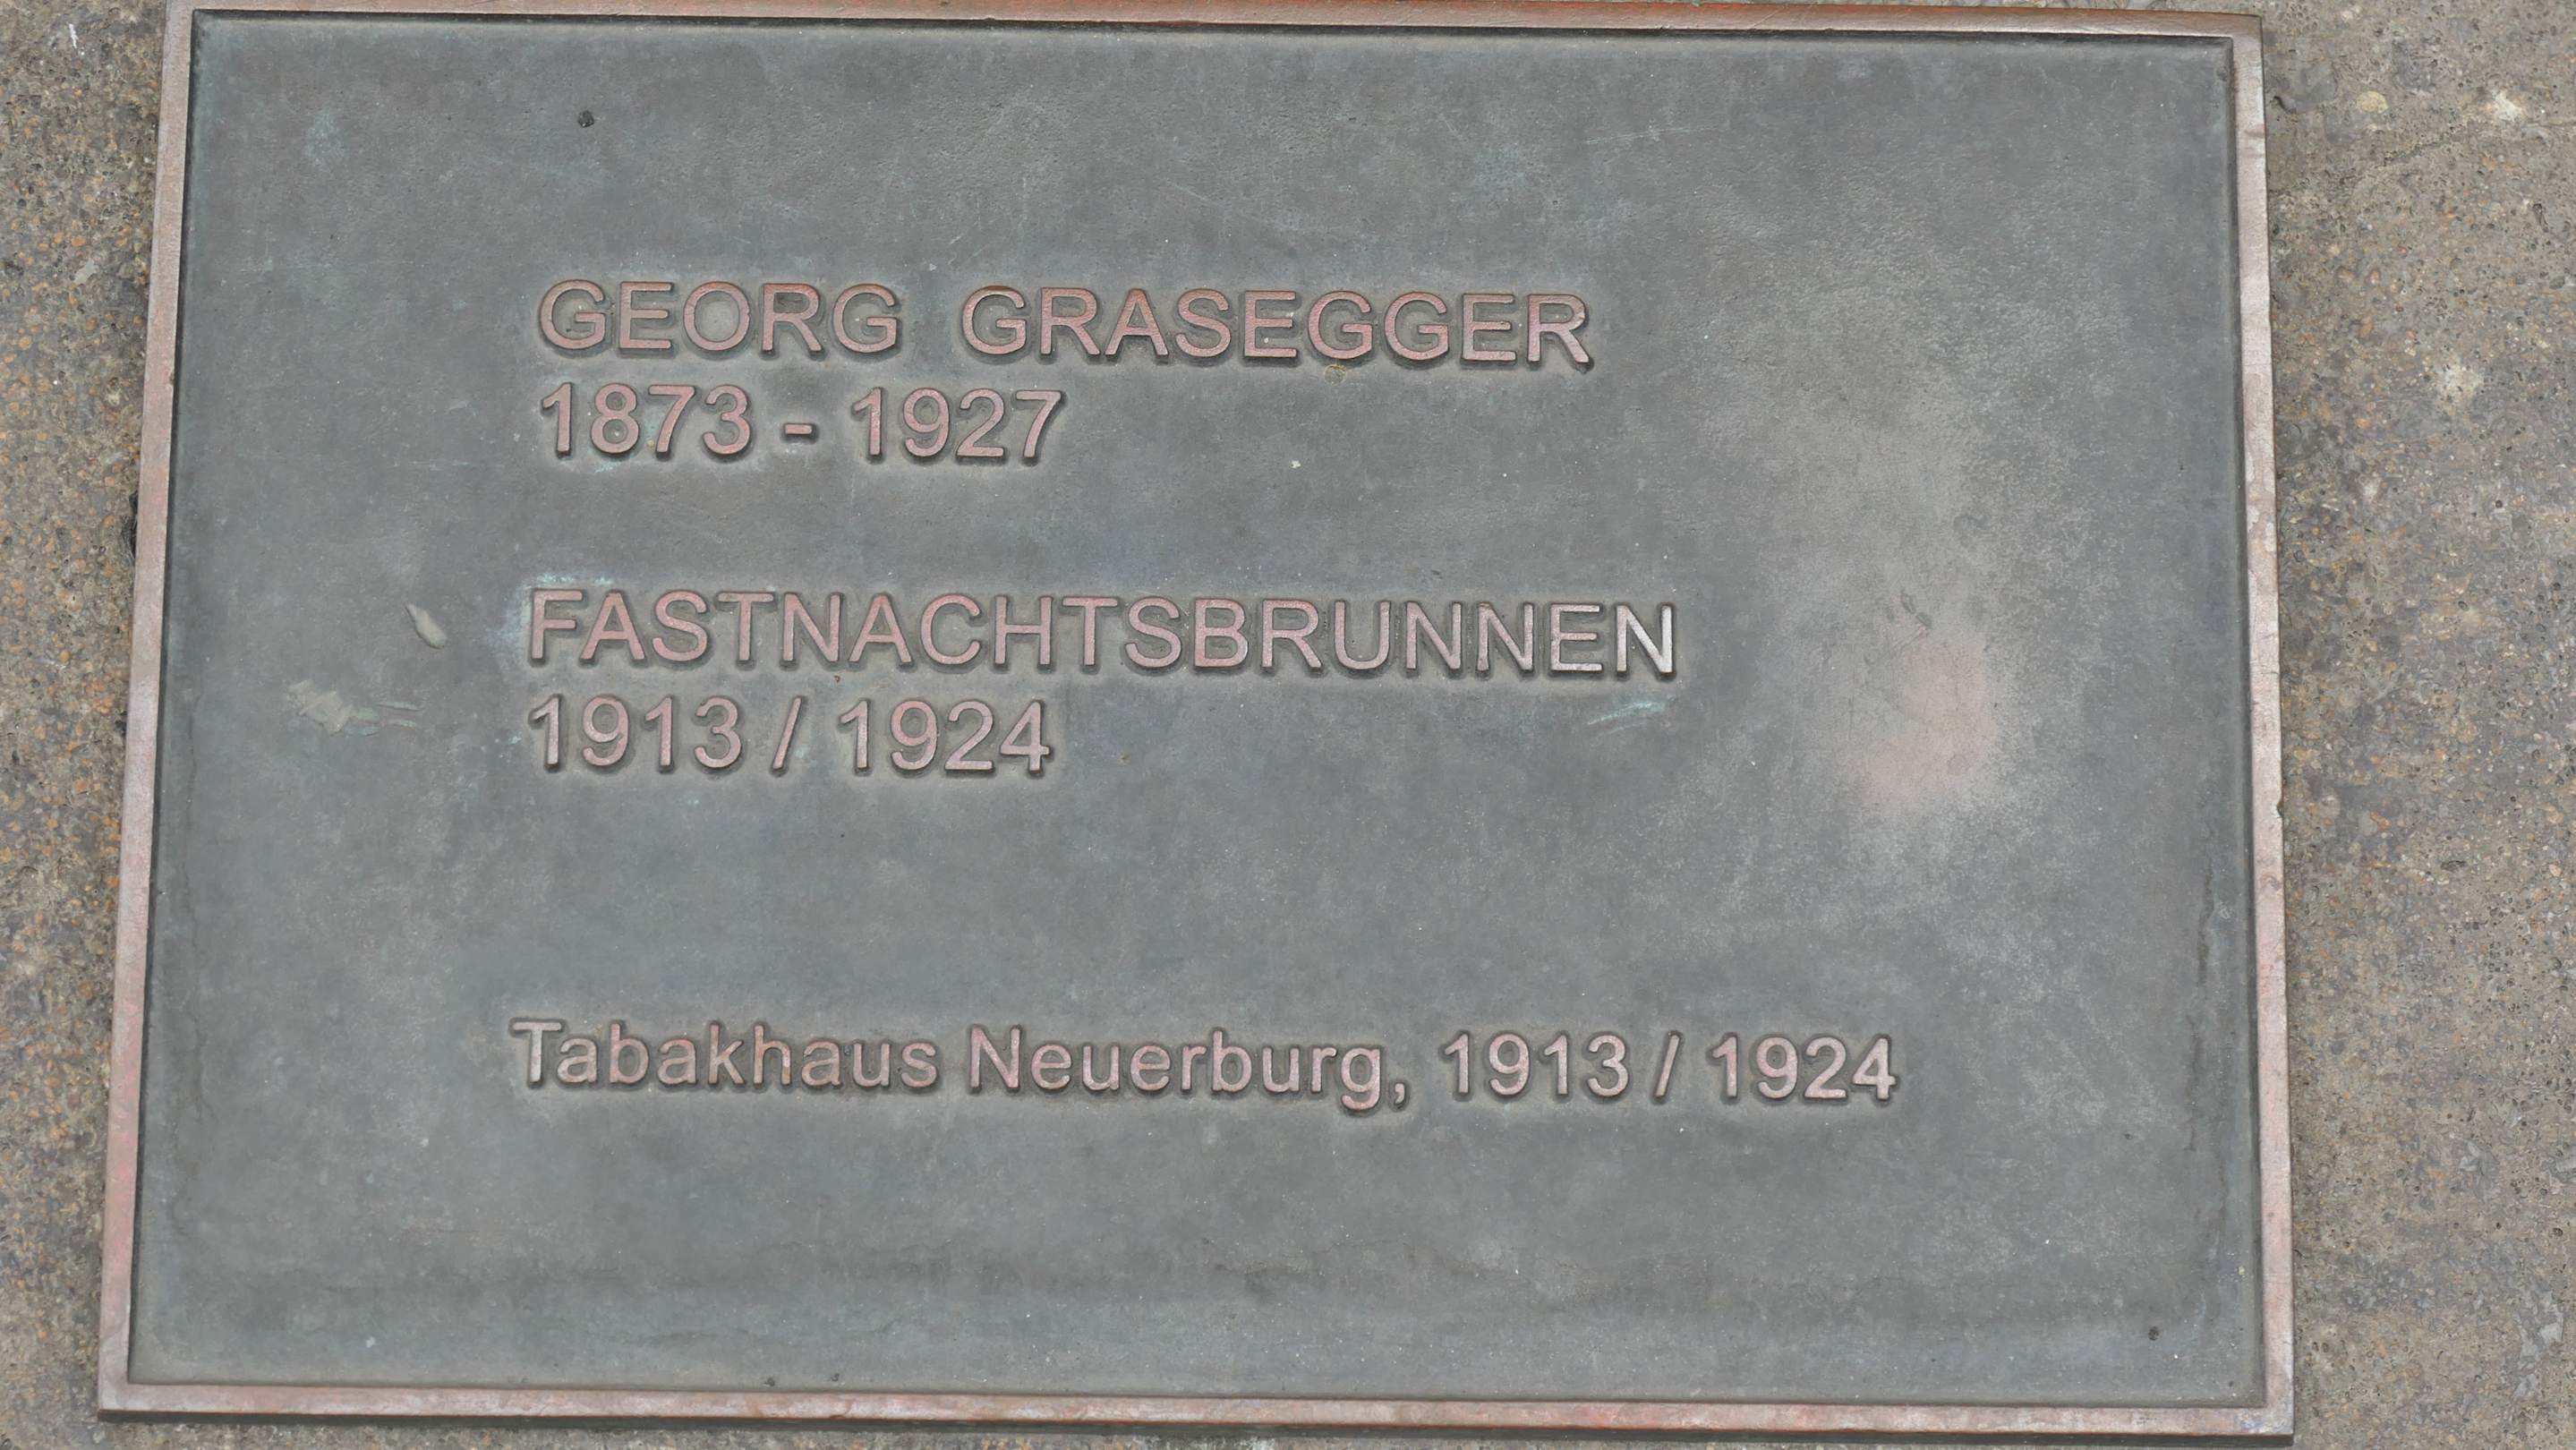 GEORG GRASEGGER
1873 - 1927
FASTNACHTSBRUNNEN
1913 / 1924
Tabakhaus Neuerburg, 1913 / 1924